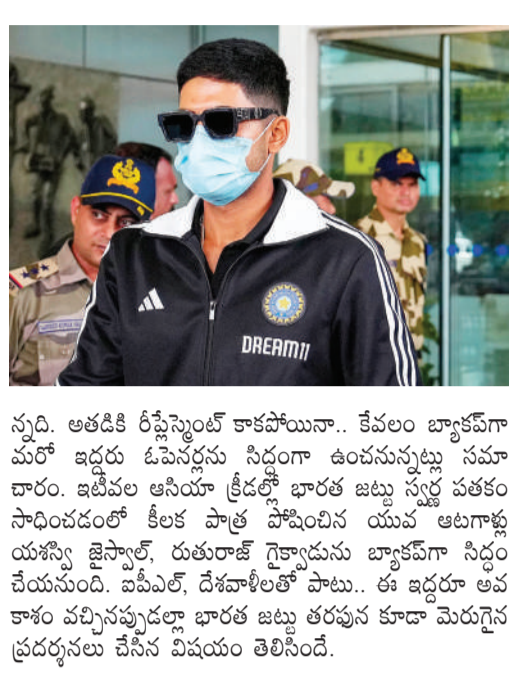 DREAM11
న్నది. అతడికి రీప్లేస్మెంట్ కాకపోయినా.. కేవలం బ్యాకప్‌గా
మరో ఇద్దరు ఓపెనర్లను సిద్ధంగా ఉంచనున్నట్లు సమా
చారం. ఇటీవల ఆసియా క్రీడల్లో భారత జట్టు స్వర్ణ పతకం
సాధించడంలో కీలక పాత్ర పోషించిన యువ ఆటగాళ్లు
యశస్వి జైస్వాల్, రుతురాజ్ గైక్వాడును బ్యాకప్‌గా సిద్ధం
చేయనుంది. ఐపీఎల్, దేశవాళీలతో పాటు.. ఈ ఇద్దరూ అవ
కాశం వచ్చినప్పుడల్లా భారత జట్టు తరఫున కూడా మెరుగైన
ప్రదర్శనలు చేసిన విషయం తెలిసిందే.